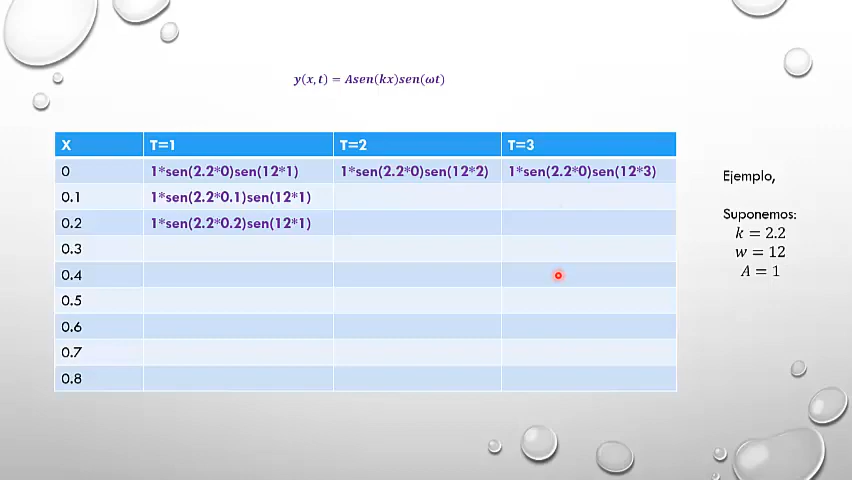 y(x, t) = Asen(kx)sen(ωt)
X T=1 T=2 T=3
0 1*sen(2.2*0)sen(12*1) 1*sen(2.2*0)sen(12*2) 1*sen(2.2*0)sen(12*3)
0.1 1*sen(2.2*0.1)sen(12*1)
0.2 1*sen(2.2*0.2)sen(12*1)
0.3
0.4
0.5
0.6
0.7
0.8
Ejemplo,
Suponemos:
k = 2.2
w = 12
A = 1